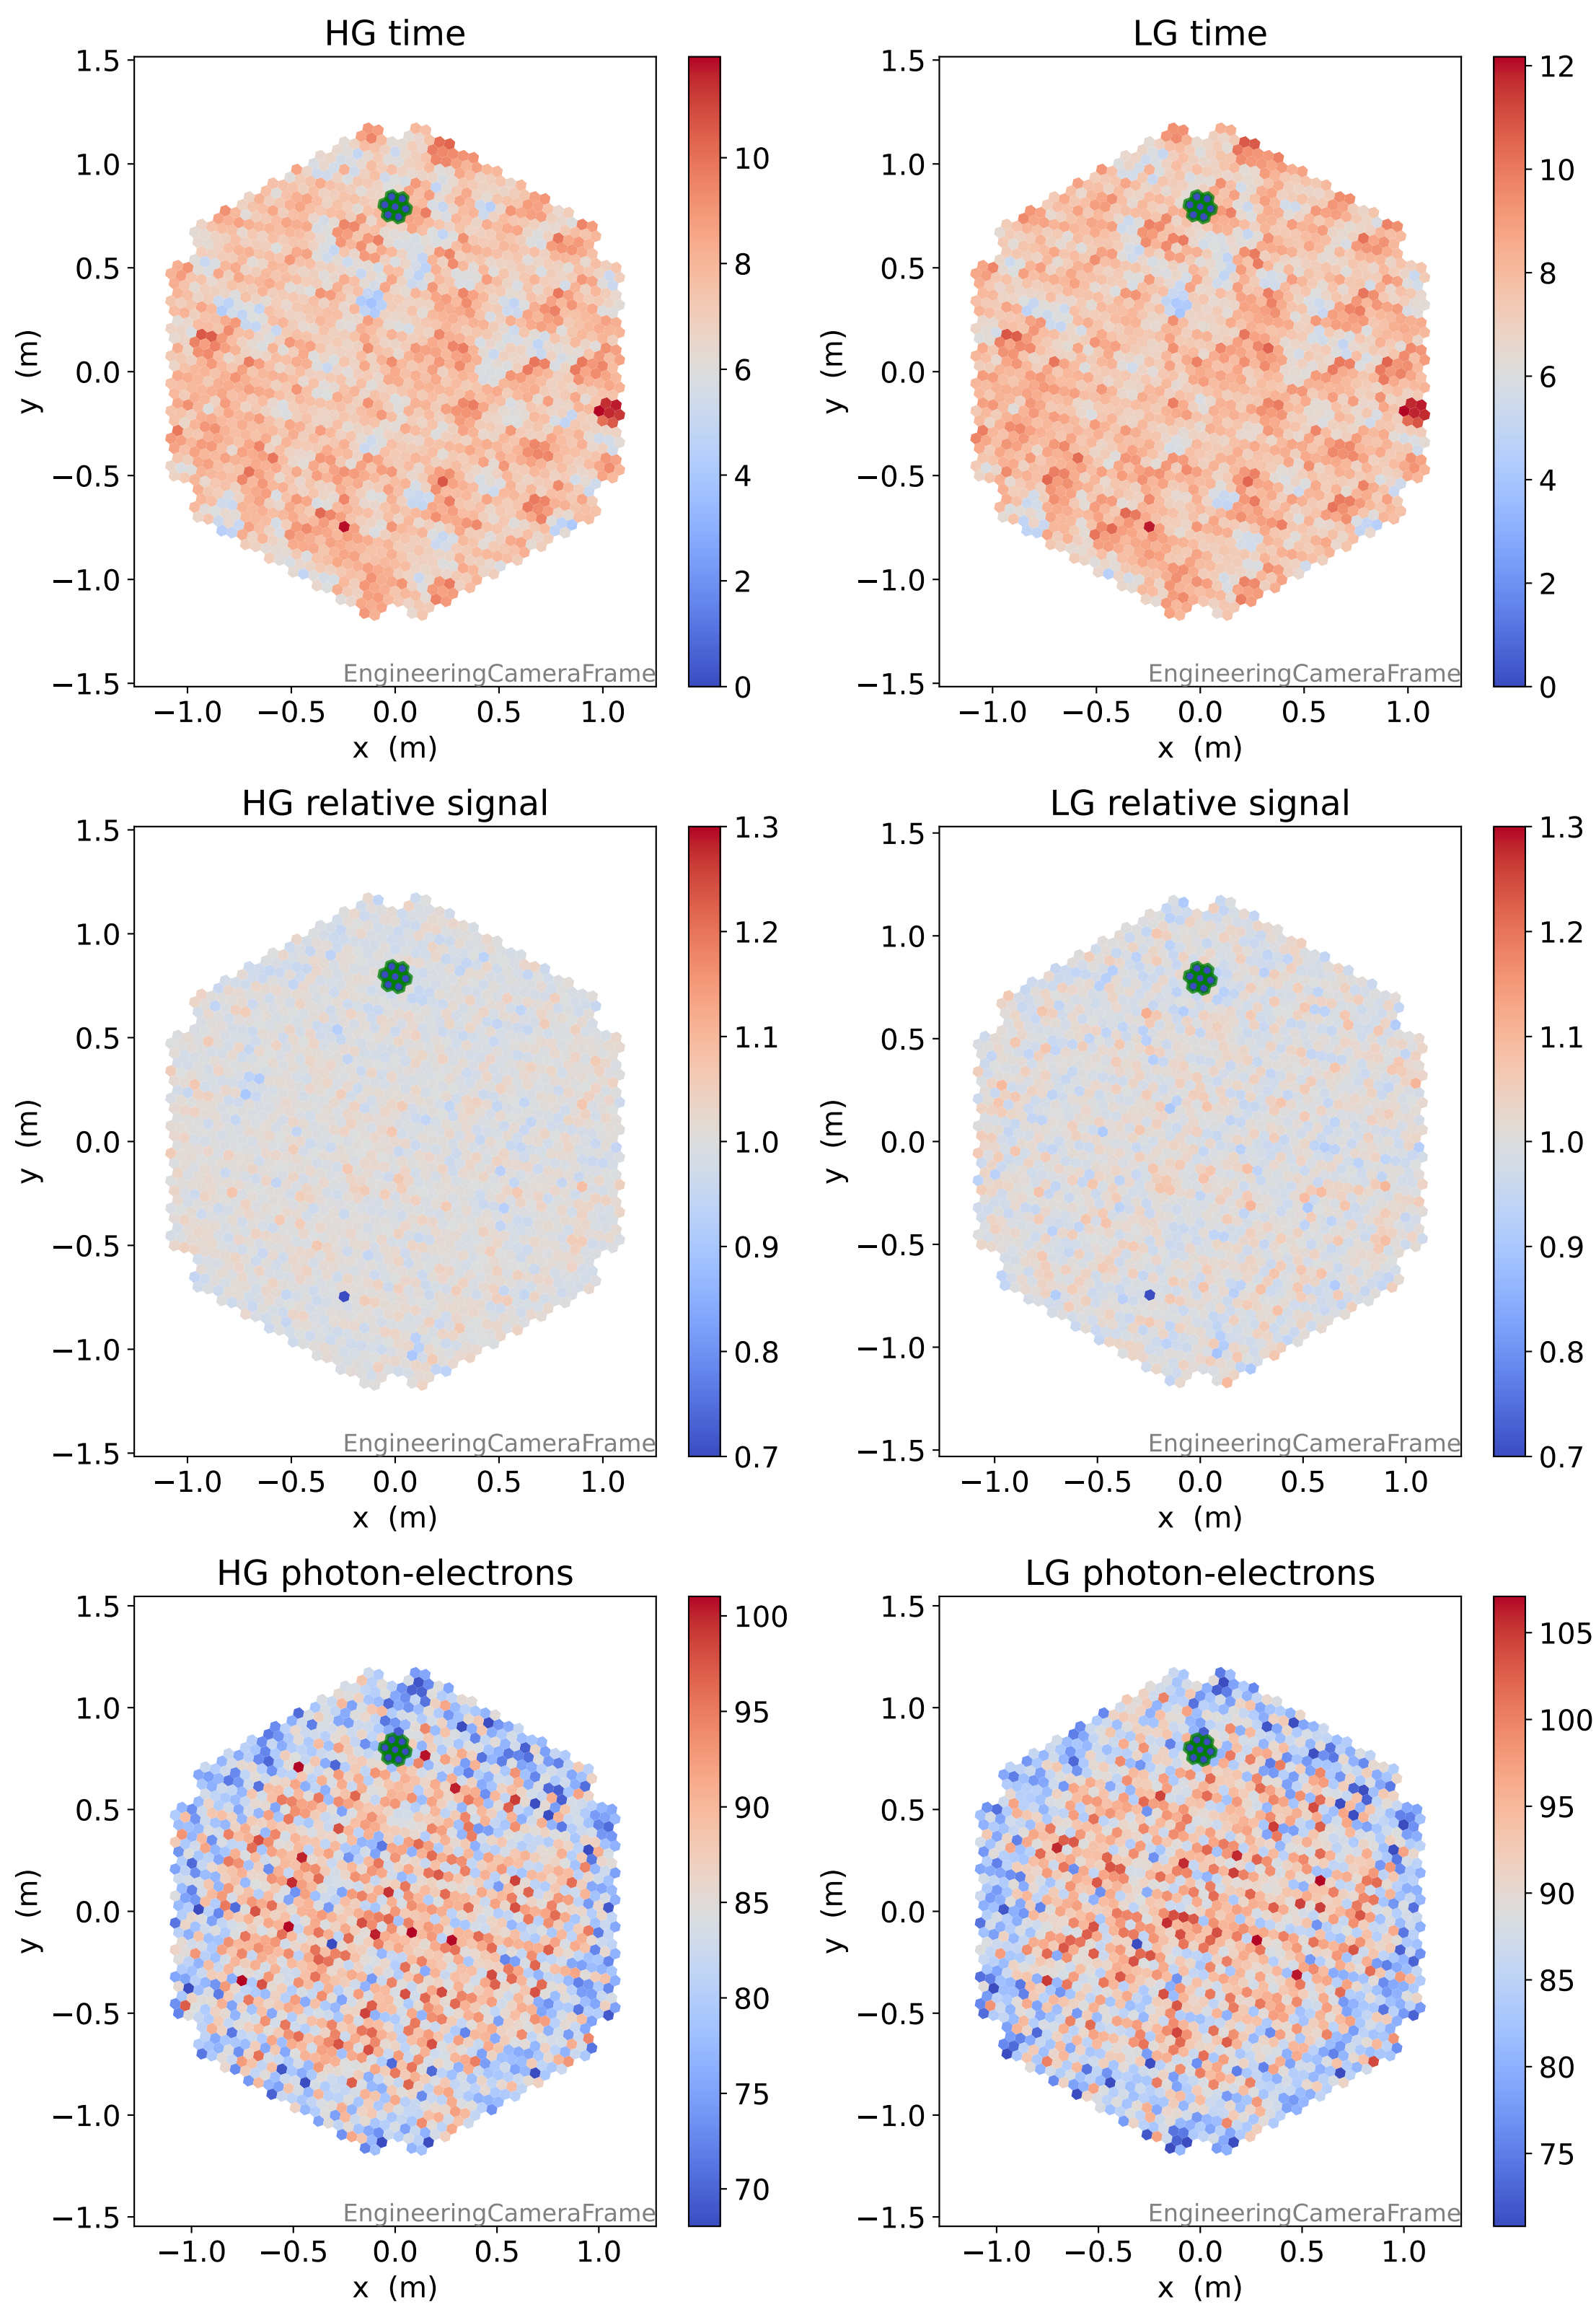 HG time
1.5
1.0
0.5
0.0
−0.5
−1.0
−1.5
y (m)
−1.0 −0.5 0.0 0.5 1.0
x (m)
EngineeringCameraFrame
10
8
6
4
2
0
LG time
1.5
1.0
0.5
0.0
−0.5
−1.0
−1.5
y (m)
−1.0 −0.5 0.0 0.5 1.0
x (m)
EngineeringCameraFrame
12
10
8
6
4
2
0
HG relative signal
1.5
1.0
0.5
0.0
−0.5
−1.0
−1.5
y (m)
−1.0 −0.5 0.0 0.5 1.0
x (m)
EngineeringCameraFrame
1.3
1.2
1.1
1.0
0.9
0.8
0.7
LG relative signal
1.5
1.0
0.5
0.0
−0.5
−1.0
−1.5
y (m)
−1.0 −0.5 0.0 0.5 1.0
x (m)
EngineeringCameraFrame
1.3
1.2
1.1
1.0
0.9
0.8
0.7
HG photon-electrons
1.5
1.0
0.5
0.0
−0.5
−1.0
−1.5
y (m)
−1.0 −0.5 0.0 0.5 1.0
x (m)
EngineeringCameraFrame
100
95
90
85
80
75
70
LG photon-electrons
1.5
1.0
0.5
0.0
−0.5
−1.0
−1.5
y (m)
−1.0 −0.5 0.0 0.5 1.0
x (m)
EngineeringCameraFrame
105
100
95
90
85
80
75